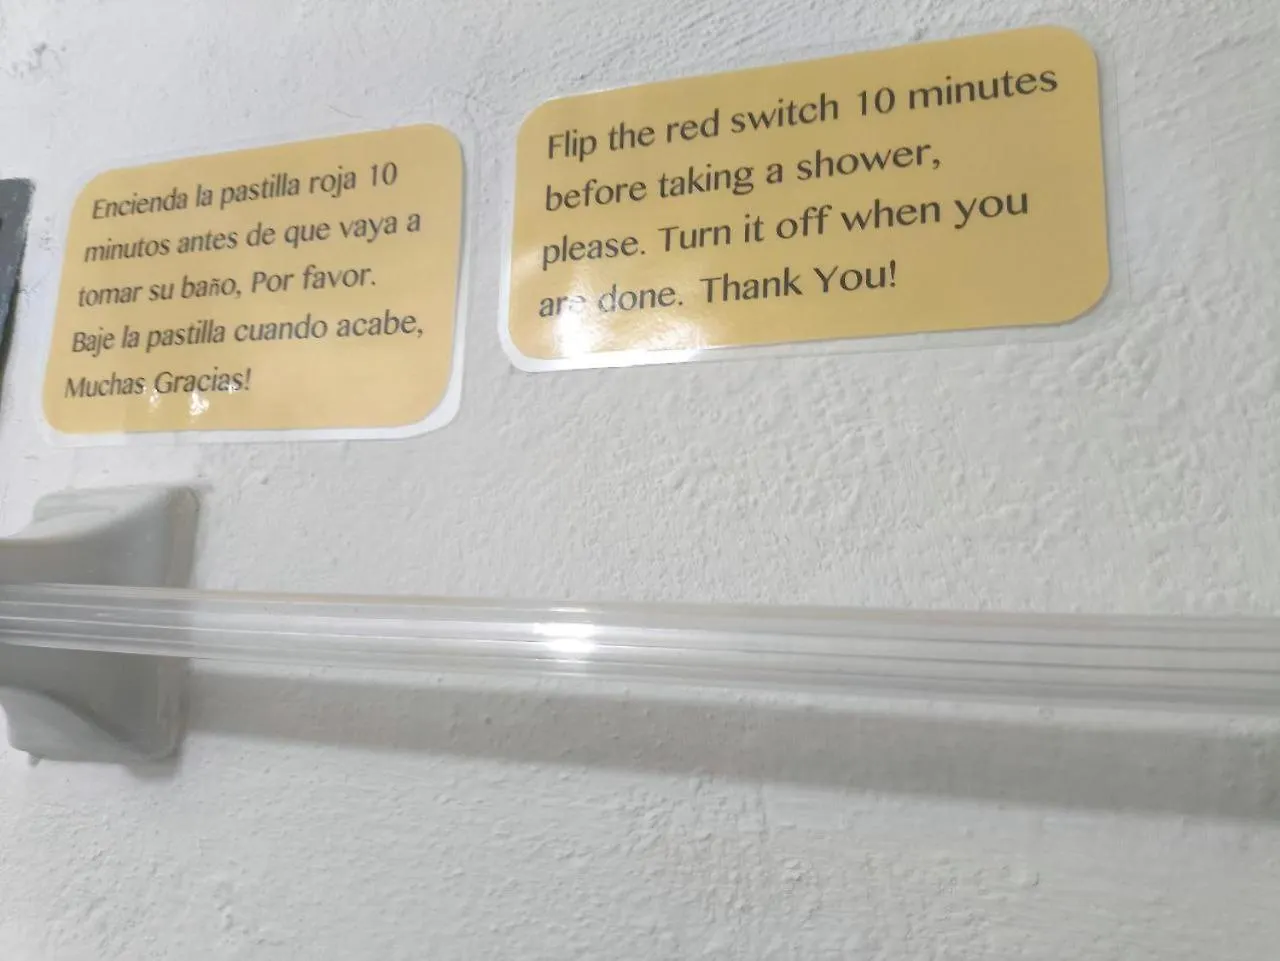 Encienda la pastilla roja 10
minutos antes de que vaya a
tomar su baño, Por favor.
Baje la pastilla cuando acabe,
Muchas Gracias!
Flip the red switch 10 minutes
before taking a shower,
please. Turn it off when you
are done. Thank You!